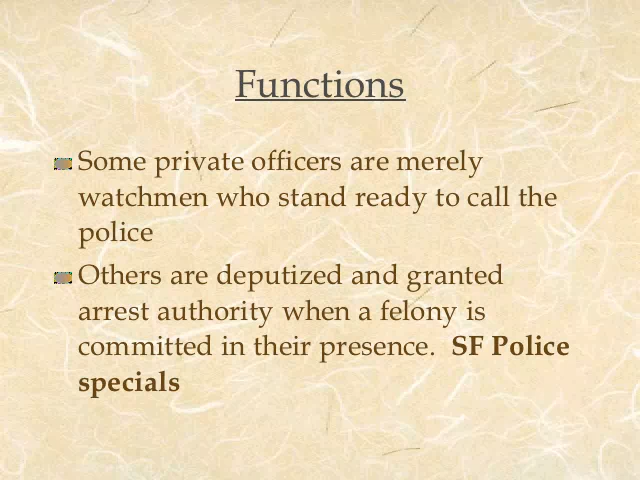 Functions
Some private officers are merely
watchmen who stand ready to call the
police
Others are deputized and granted
arrest authority when a felony is
committed in their presence.  SF Police
specials